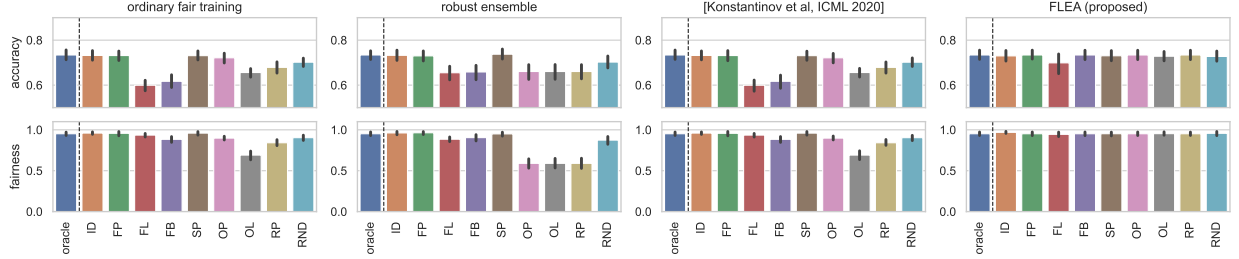 ordinary fair training
robust ensemble
[Konstantinov et al, ICML 2020]
FLEA (proposed)
accuracy
0.8
0.6
0.8
0.6
0.8
0.6
0.8
0.6
fairness
1.0
0.5
0.0
1.0
0.5
0.0
1.0
0.5
0.0
1.0
0.5
0.0
oracle ID FP FL FB SP OP OL RP RND
oracle ID FP FL FB SP OP OL RP RND
oracle ID FP FL FB SP OP OL RP RND
oracle ID FP FL FB SP OP OL RP RND